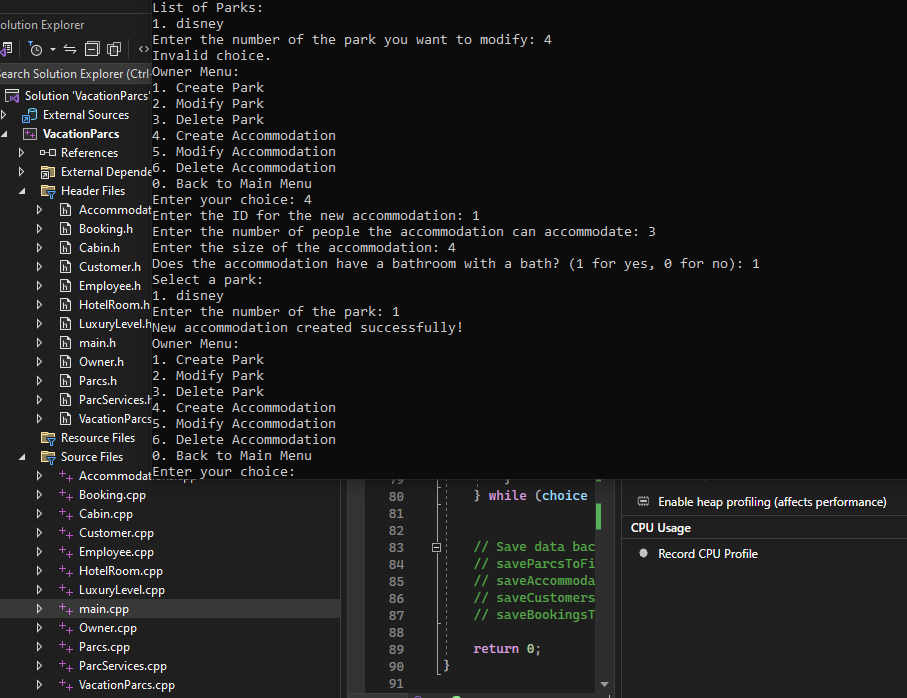 List of Parks:
1. disney
Enter the number of the park you want to modify: 4
Invalid choice.
Owner Menu:
1. Create Park
2. Modify Park
3. Delete Park
4. Create Accommodation
5. Modify Accommodation
6. Delete Accommodation
0. Back to Main Menu
Enter your choice: 4
Enter the ID for the new accommodation: 1
Enter the number of people the accommodation can accommodate: 3
Enter the size of the accommodation: 4
Does the accommodation have a bathroom with a bath? (1 for yes, 0 for no): 1
Select a park:
1. disney
Enter the number of the park: 1
New accommodation created successfully!
Owner Menu:
1. Create Park
2. Modify Park
3. Delete Park
4. Create Accommodation
5. Modify Accommodation
6. Delete Accommodation
0. Back to Main Menu
Enter your choice:
olution Explorer
earch Solution Explorer (Ctrl
Solution 'VacationParcs'
External Sources
VacationParcs
References
External Depende
Header Files
Accommodat
Booking.h
Cabin.h
Customer.h
Employee.h
HotelRoom.h
LuxuryLevel.h
main.h
Owner.h
Parcs.h
ParcServices.h
VacationParcs
Resource Files
Source Files
Accommodat
Booking.cpp
Cabin.cpp
Customer.cpp
Employee.cpp
HotelRoom.cpp
LuxuryLevel.cpp
main.cpp
Owner.cpp
Parcs.cpp
ParcServices.cpp
VacationParcs.cpp
79 }
80 } while (choice
81
82
83 // Save data bac
84 // saveParcsToFi
85 // saveAccommoda
86 // saveCustomers
87 // saveBookingsT
88
89 return 0;
90 }
91
Enable heap profiling (affects performance)
CPU Usage
Record CPU Profile